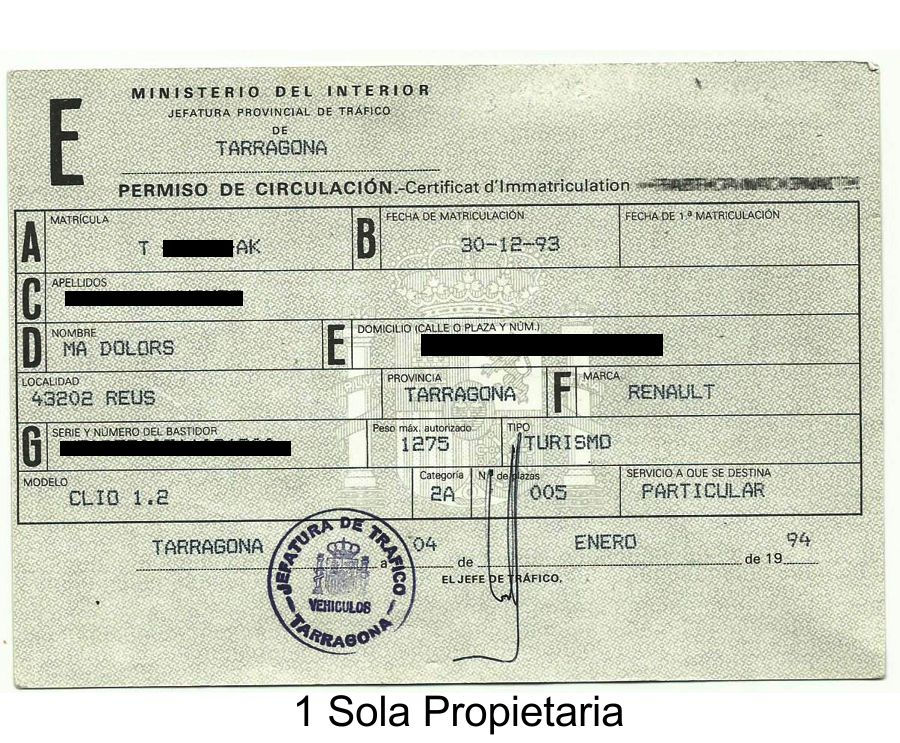 E
MINISTERIO DEL INTERIOR
JEFATURA PROVINCIAL DE TRÁFICO
DE
TARRAGONA
PERMISO DE CIRCULACIÓN.-Certificat d'Immatriculation
A MATRÍCULA
T AK
B FECHA DE MATRICULACIÓN
30-12-93
FECHA DE 1.ª MATRICULACIÓN
C APELLIDOS
D NOMBRE
MA DOLORS
E DOMICILIO (CALLE O PLAZA Y NÚM.)
LOCALIDAD
43202 REUS
PROVINCIA
TARRAGONA
F MARCA
RENAULT
G SERIE Y NÚMERO DEL BASTIDOR
Peso máx. autorizado
1275
TIPO
TURISMO
MODELO
CLIO 1.2
Categoría
2A
N.º de plazas
005
SERVICIO A QUE SE DESTINA
PARTICULAR
TARRAGONA a 04 de ENERO de 19 94
EL JEFE DE TRÁFICO,
JEFATURA DE TRAFICO
VEHICULOS
TARRAGONA
1 Sola Propietaria